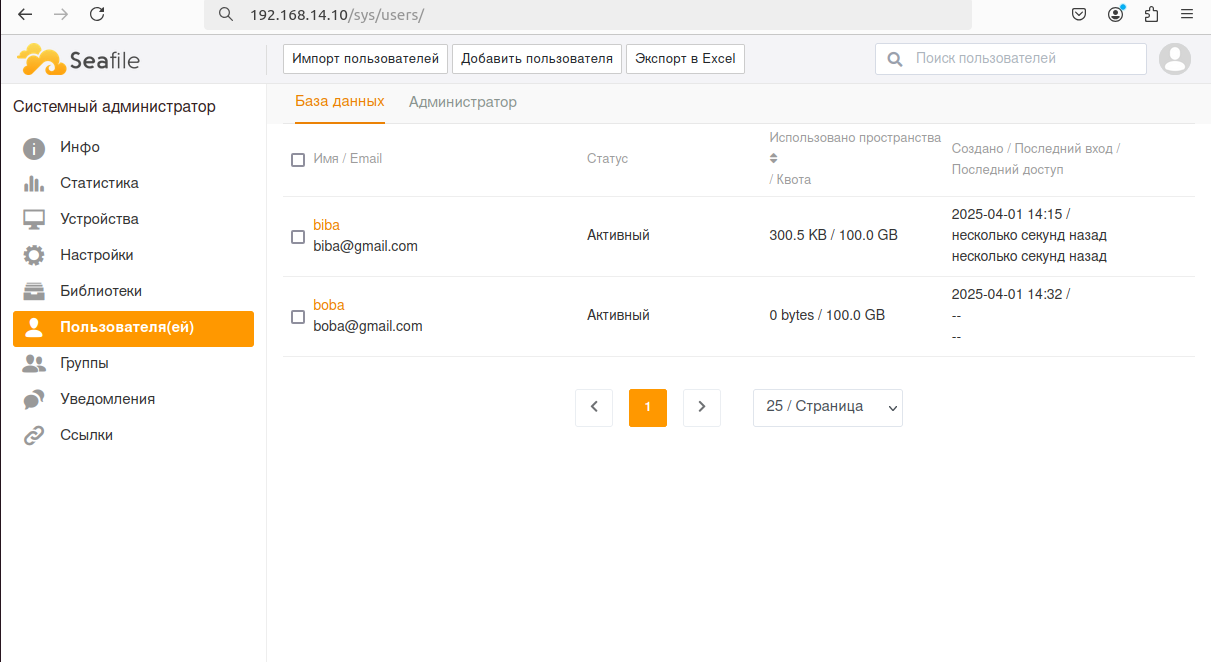 192.168.14.10/sys/users/
Seafile
Импорт пользователей
Добавить пользователя
Экспорт в Excel
Поиск пользователей
Системный администратор
Инфо
Статистика
Устройства
Настройки
Библиотеки
Пользователя(ей)
Группы
Уведомления
Ссылки
База данных
Администратор
Имя / Email
Статус
Использовано пространства
/ Квота
Создано / Последний вход /
Последний доступ
biba
biba@gmail.com
Активный
300.5 KB / 100.0 GB
2025-04-01 14:15 /
несколько секунд назад
несколько секунд назад
boba
boba@gmail.com
Активный
0 bytes / 100.0 GB
2025-04-01 14:32 /
--
--
1
25 / Страница